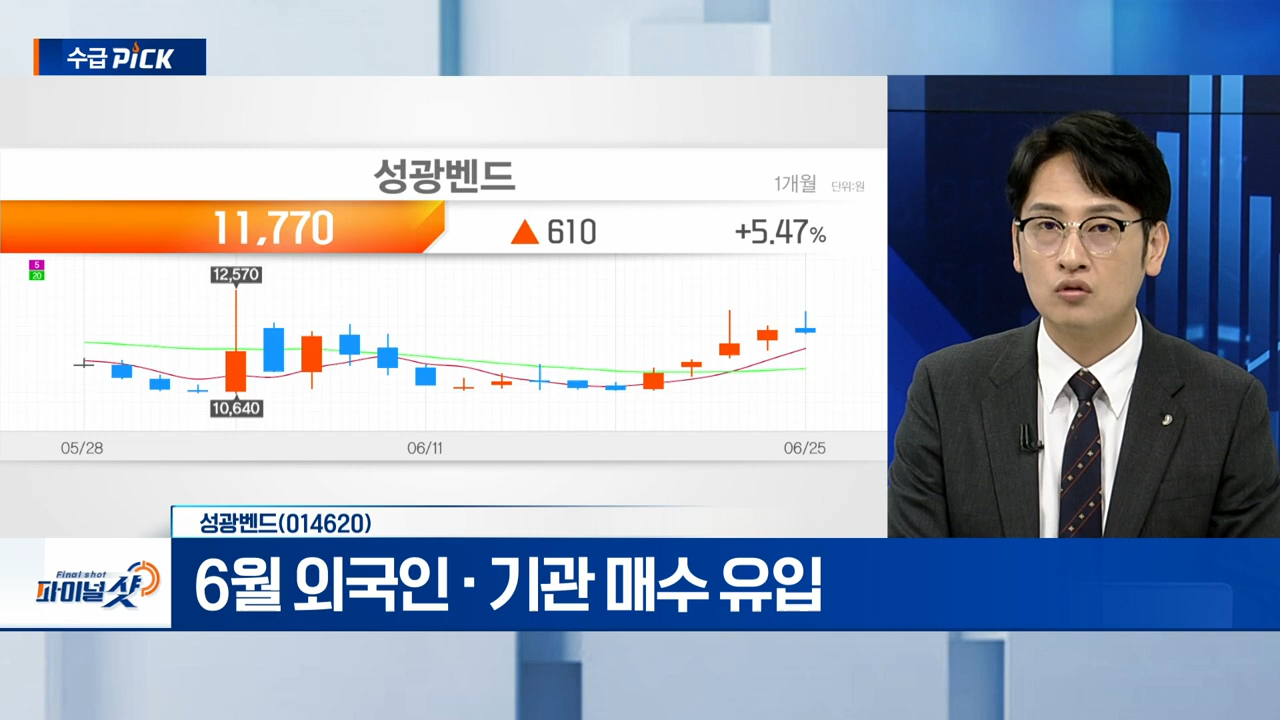 수급 PiCK
성광벤드
1개월 단위:원
11,770 ▲ 610 +5.47%
5
20
12,570
10,640
05/28 06/11 06/25
성광벤드(014620)
Final shot
파이널샷
6월 외국인·기관 매수 유입